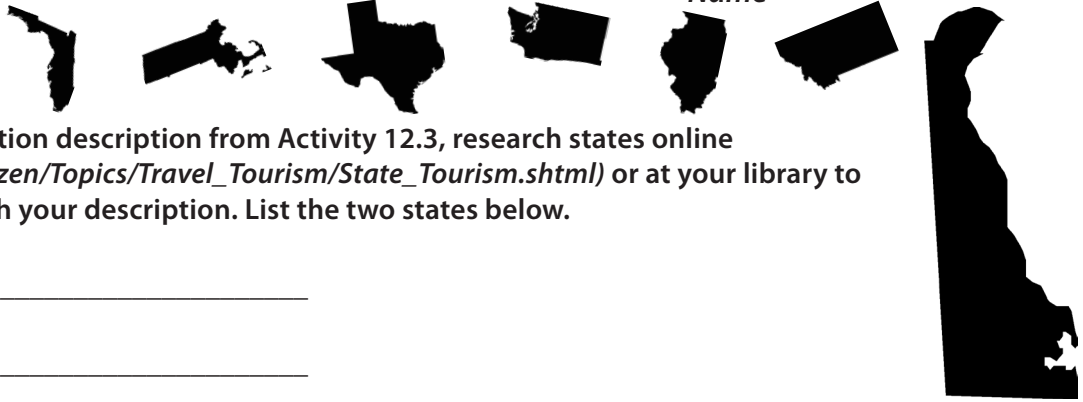 Name
tion description from Activity 12.3, research states online
zen/Topics/Travel_Tourism/State_Tourism.shtml) or at your library to
h your description. List the two states below.